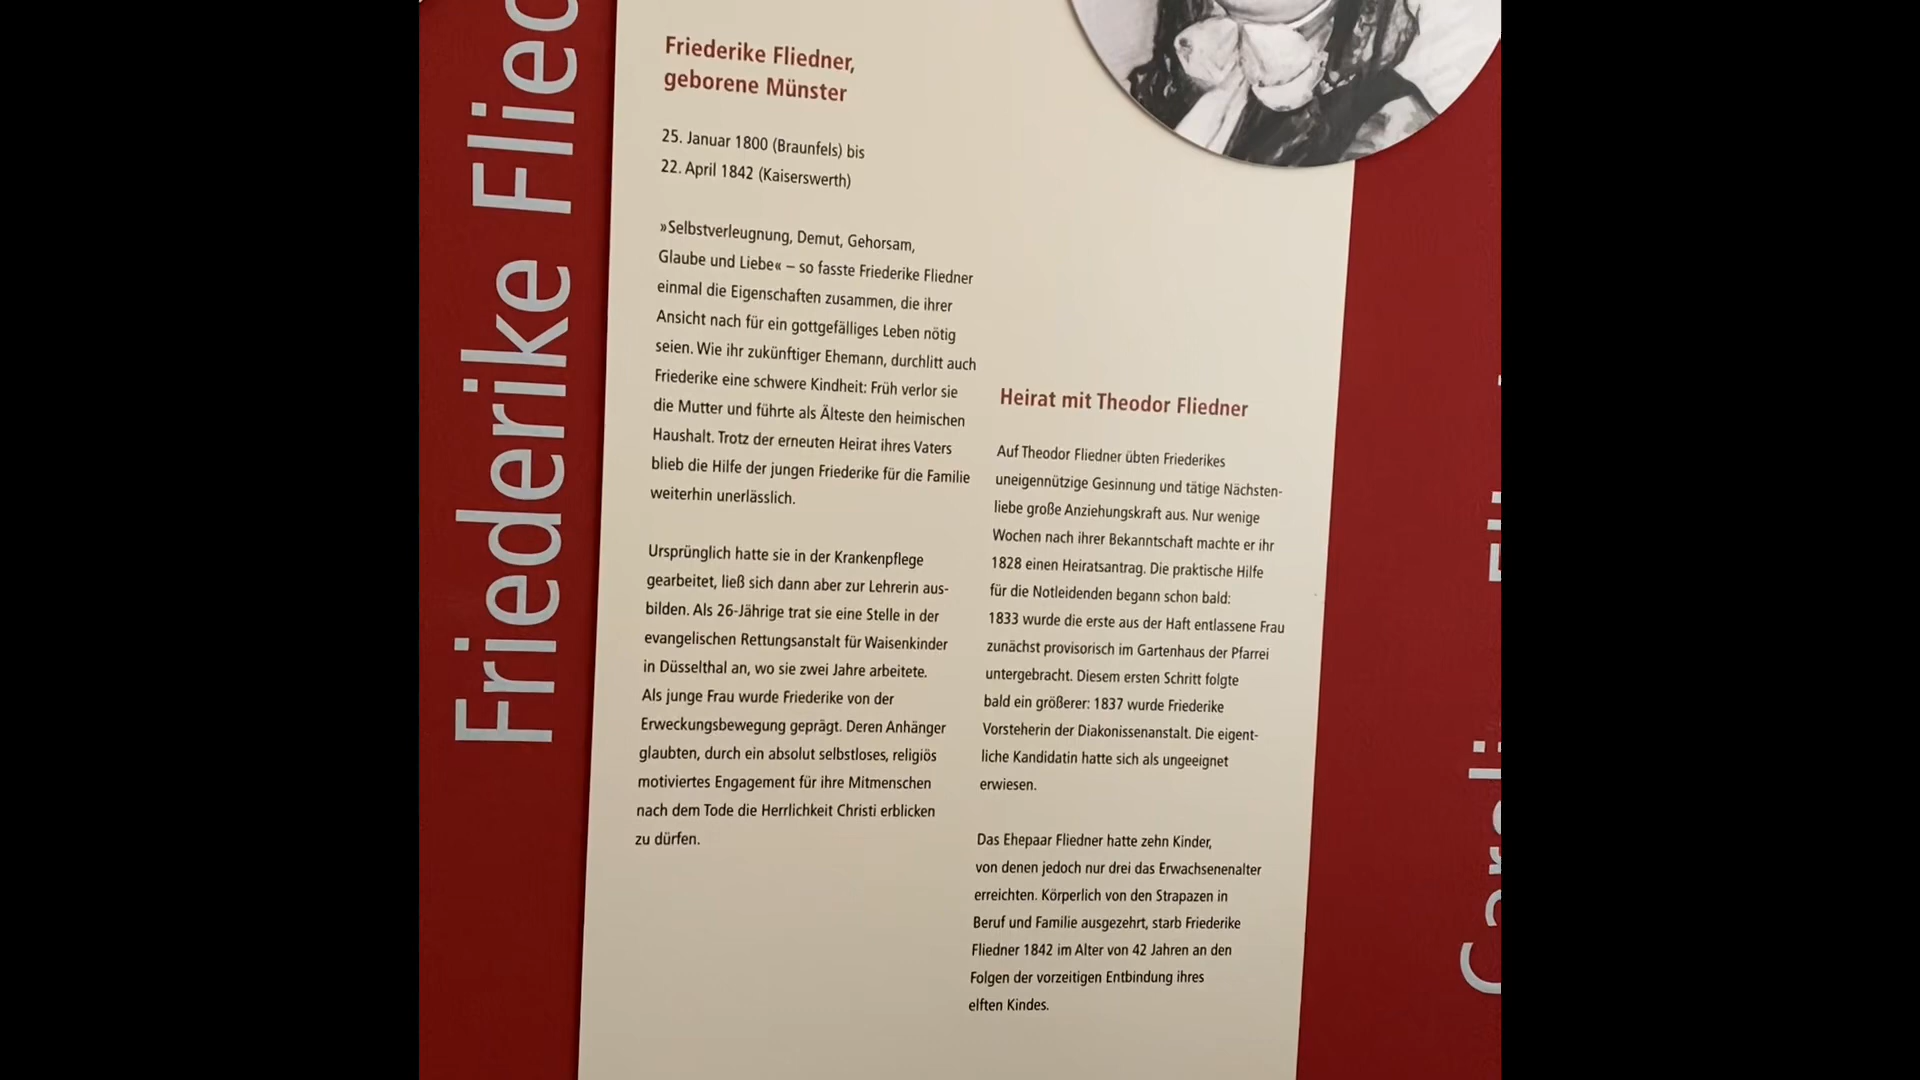 Friederike Flied
Friederike Fliedner,
geborene Münster
25. Januar 1800 (Braunfels) bis
22. April 1842 (Kaiserswerth)
»Selbstverleugnung, Demut, Gehorsam,
Glaube und Liebe« – so fasste Friederike Fliedner
einmal die Eigenschaften zusammen, die ihrer
Ansicht nach für ein gottgefälliges Leben nötig
seien. Wie ihr zukünftiger Ehemann, durchlitt auch
Friederike eine schwere Kindheit: Früh verlor sie
die Mutter und führte als Älteste den heimischen
Haushalt. Trotz der erneuten Heirat ihres Vaters
blieb die Hilfe der jungen Friederike für die Familie
weiterhin unerlässlich.
Ursprünglich hatte sie in der Krankenpflege
gearbeitet, ließ sich dann aber zur Lehrerin aus-
bilden. Als 26-Jährige trat sie eine Stelle in der
evangelischen Rettungsanstalt für Waisenkinder
in Düsselthal an, wo sie zwei Jahre arbeitete.
Als junge Frau wurde Friederike von der
Erweckungsbewegung geprägt. Deren Anhänger
glaubten, durch ein absolut selbstloses, religiös
motiviertes Engagement für ihre Mitmenschen
nach dem Tode die Herrlichkeit Christi erblicken
zu dürfen.
Heirat mit Theodor Fliedner
Auf Theodor Fliedner übten Friederikes
uneigennützige Gesinnung und tätige Nächsten-
liebe große Anziehungskraft aus. Nur wenige
Wochen nach ihrer Bekanntschaft machte er ihr
1828 einen Heiratsantrag. Die praktische Hilfe
für die Notleidenden begann schon bald:
1833 wurde die erste aus der Haft entlassene Frau
zunächst provisorisch im Gartenhaus der Pfarrei
untergebracht. Diesem ersten Schritt folgte
bald ein größerer: 1837 wurde Friederike
Vorsteherin der Diakonissenanstalt. Die eigent-
liche Kandidatin hatte sich als ungeeignet
erwiesen.
Das Ehepaar Fliedner hatte zehn Kinder,
von denen jedoch nur drei das Erwachsenenalter
erreichten. Körperlich von den Strapazen in
Beruf und Familie ausgezehrt, starb Friederike
Fliedner 1842 im Alter von 42 Jahren an den
Folgen der vorzeitigen Entbindung ihres
elften Kindes.